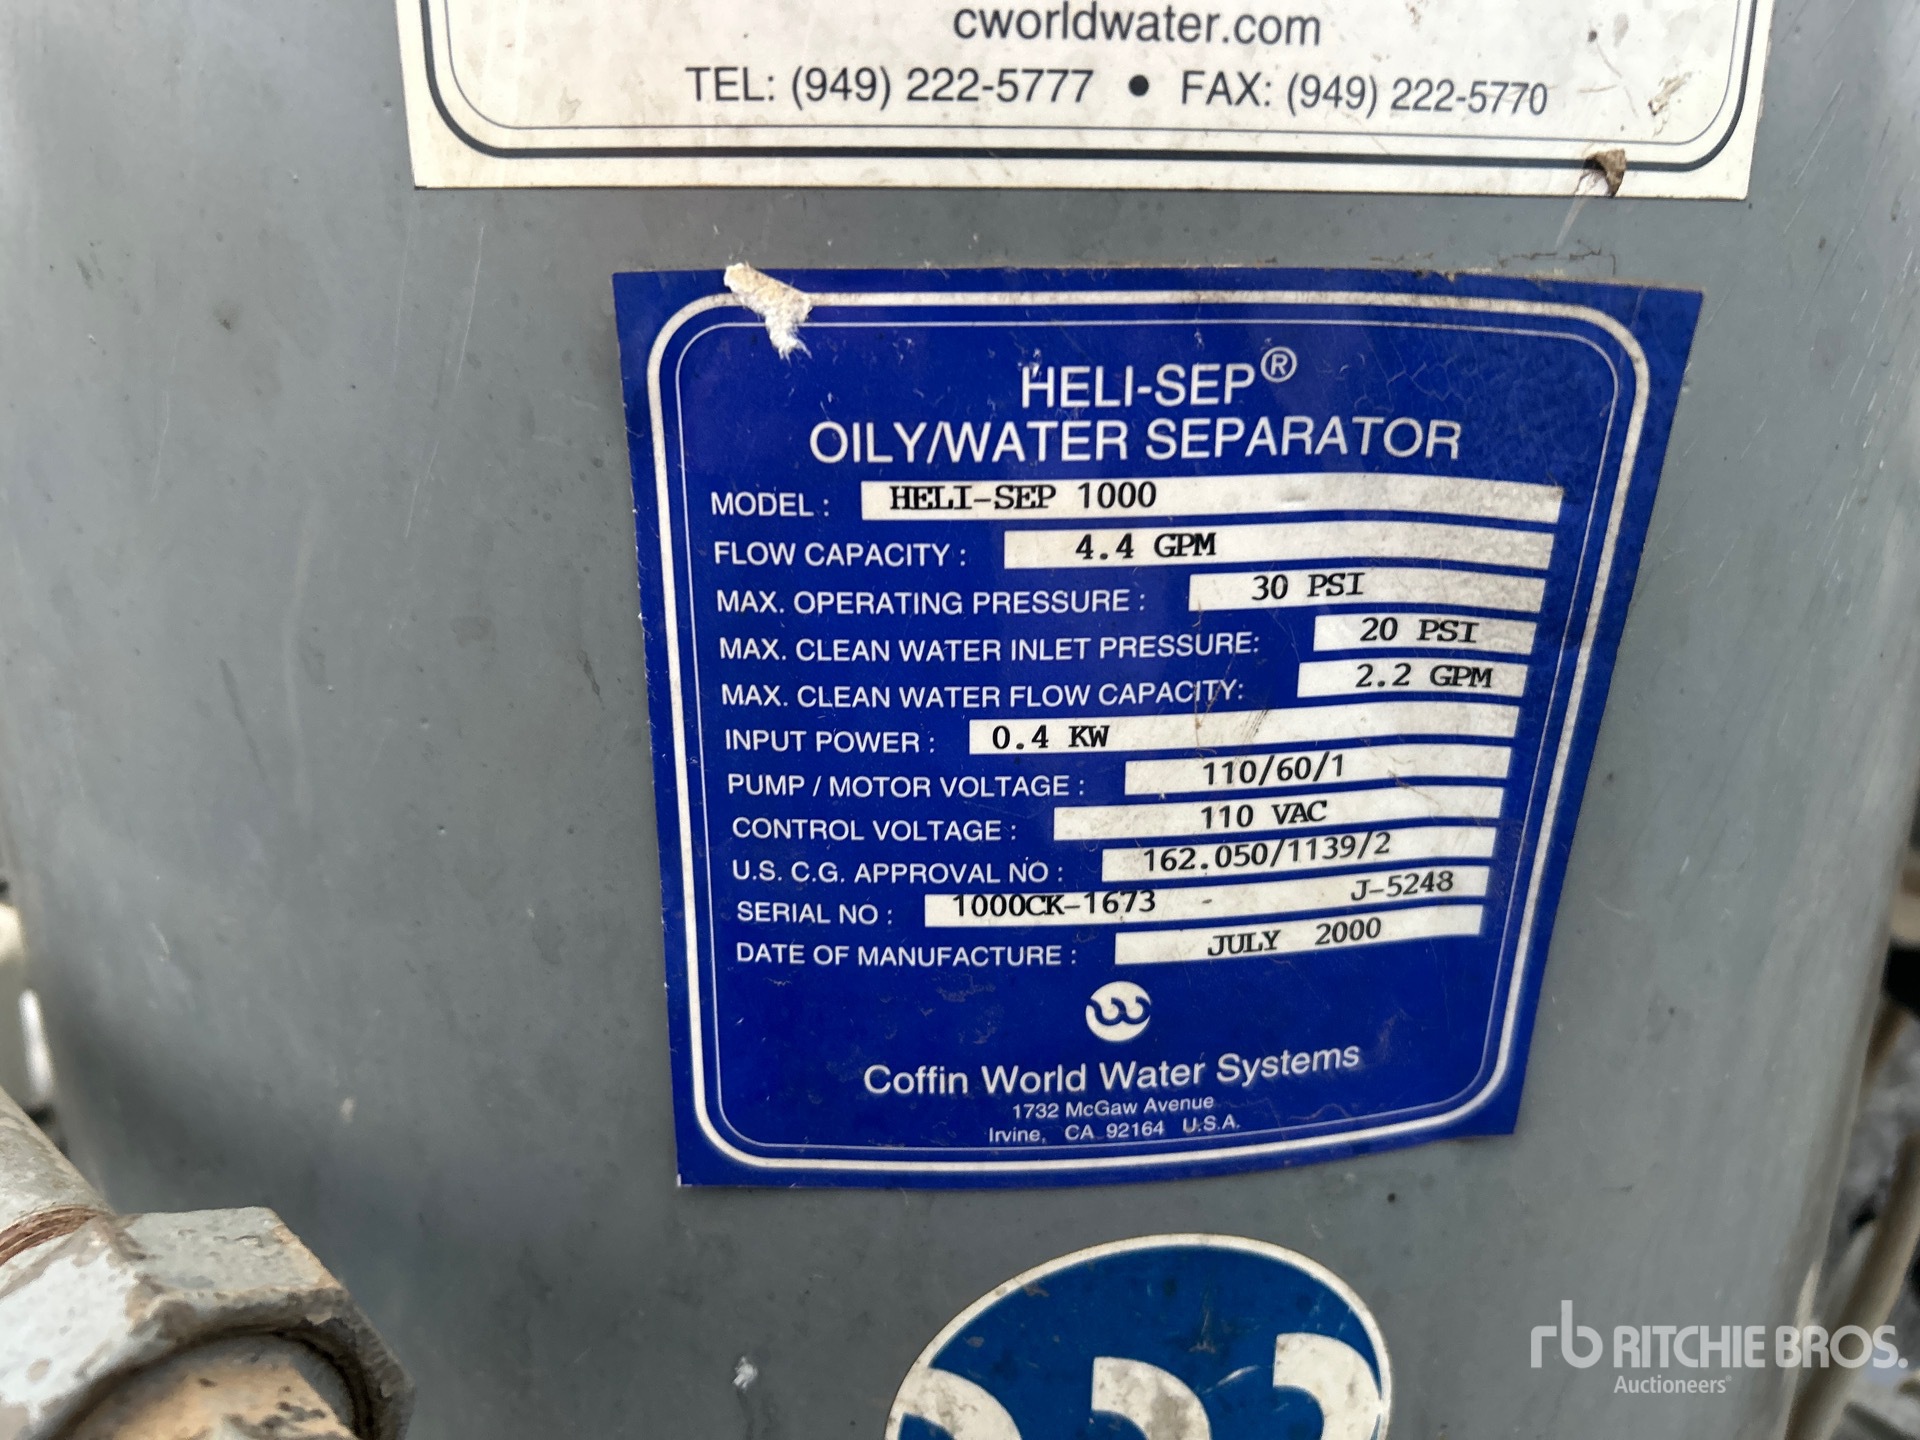 cworldwater.com
TEL: (949) 222-5777 • FAX: (949) 222-5770
HELI-SEP®
OILY/WATER SEPARATOR
MODEL : HELI-SEP 1000
FLOW CAPACITY : 4.4 GPM
MAX. OPERATING PRESSURE : 30 PSI
MAX. CLEAN WATER INLET PRESSURE: 20 PSI
MAX. CLEAN WATER FLOW CAPACITY: 2.2 GPM
INPUT POWER : 0.4 KW
PUMP / MOTOR VOLTAGE : 110/60/1
CONTROL VOLTAGE : 110 VAC
U.S. C.G. APPROVAL NO : 162.050/1139/2
SERIAL NO : 1000CK-1673 - J-5248
DATE OF MANUFACTURE : JULY 2000
Coffin World Water Systems
1732 McGaw Avenue
Irvine, CA 92164 U.S.A.
rb RITCHIE BROS.
Auctioneers